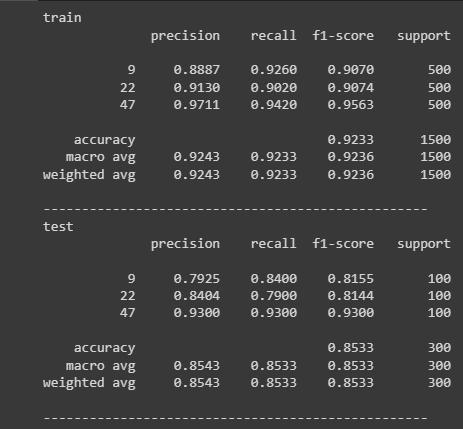 train
precision recall f1-score support
9 0.8887 0.9260 0.9070 500
22 0.9130 0.9020 0.9074 500
47 0.9711 0.9420 0.9563 500
accuracy 0.9233 1500
macro avg 0.9243 0.9233 0.9236 1500
weighted avg 0.9243 0.9233 0.9236 1500
--------------------------------------------------
test
precision recall f1-score support
9 0.7925 0.8400 0.8155 100
22 0.8404 0.7900 0.8144 100
47 0.9300 0.9300 0.9300 100
accuracy 0.8533 300
macro avg 0.8543 0.8533 0.8533 300
weighted avg 0.8543 0.8533 0.8533 300
--------------------------------------------------